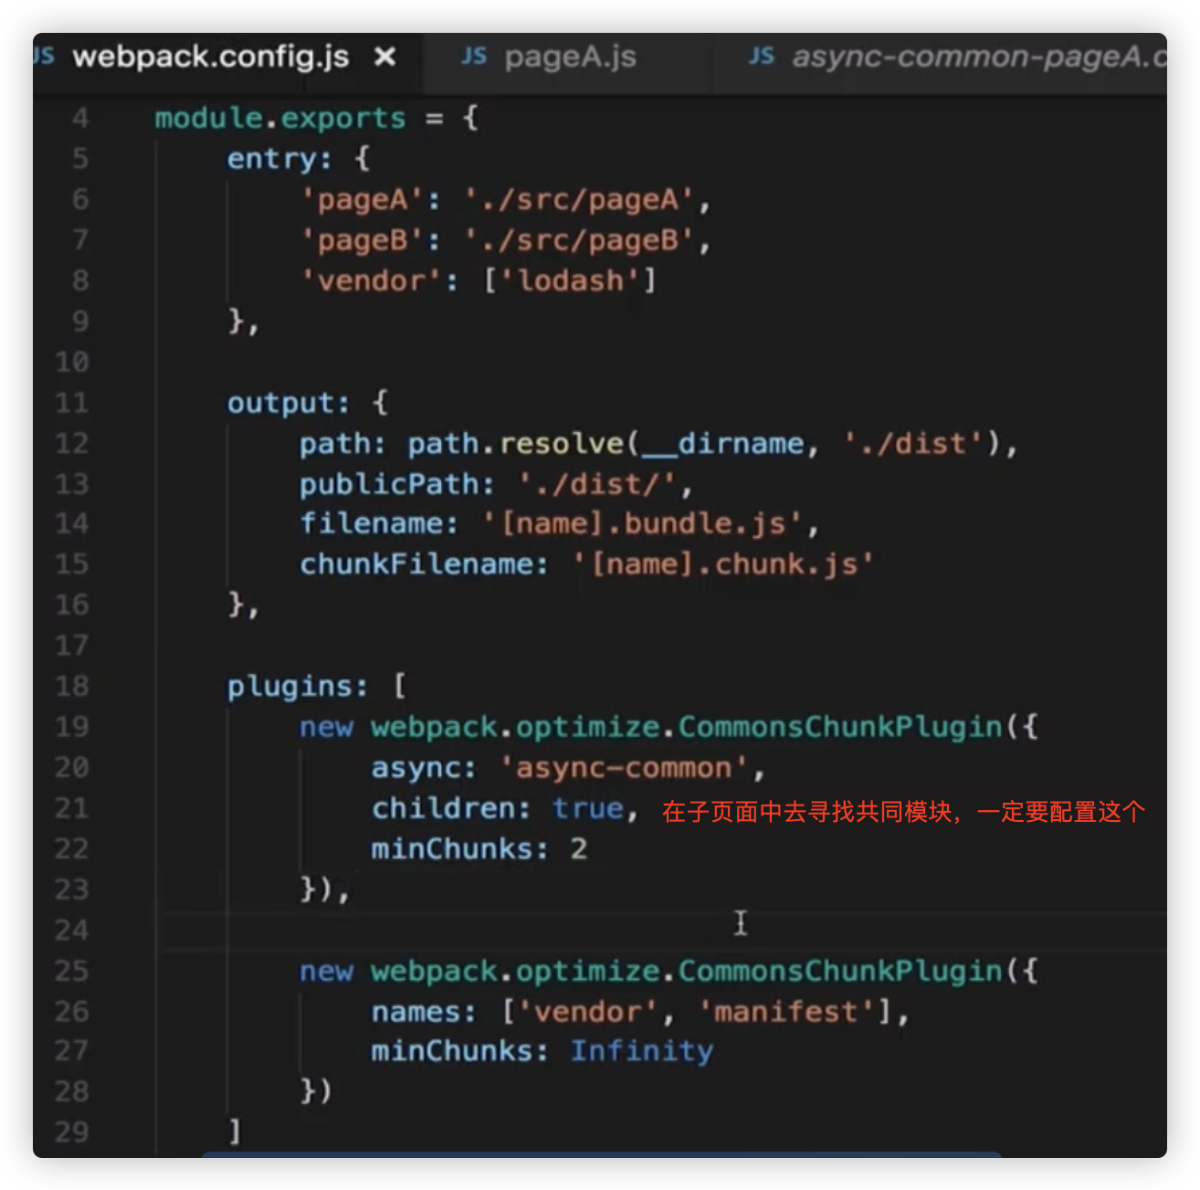 JS webpack.config.js × JS pageA.js JS async-common-pageA.c
4 module.exports = {
5 entry: {
6 'pageA': './src/pageA',
7 'pageB': './src/pageB',
8 'vendor': ['lodash']
9 },
10
11 output: {
12 path: path.resolve(__dirname, './dist'),
13 publicPath: './dist/',
14 filename: '[name].bundle.js',
15 chunkFilename: '[name].chunk.js'
16 },
17
18 plugins: [
19 new webpack.optimize.CommonsChunkPlugin({
20 async: 'async-common',
21 children: true, 在子页面中去寻找共同模块，一定要配置这个
22 minChunks: 2
23 }),
24
25 new webpack.optimize.CommonsChunkPlugin({
26 names: ['vendor', 'manifest'],
27 minChunks: Infinity
28 })
29 ]